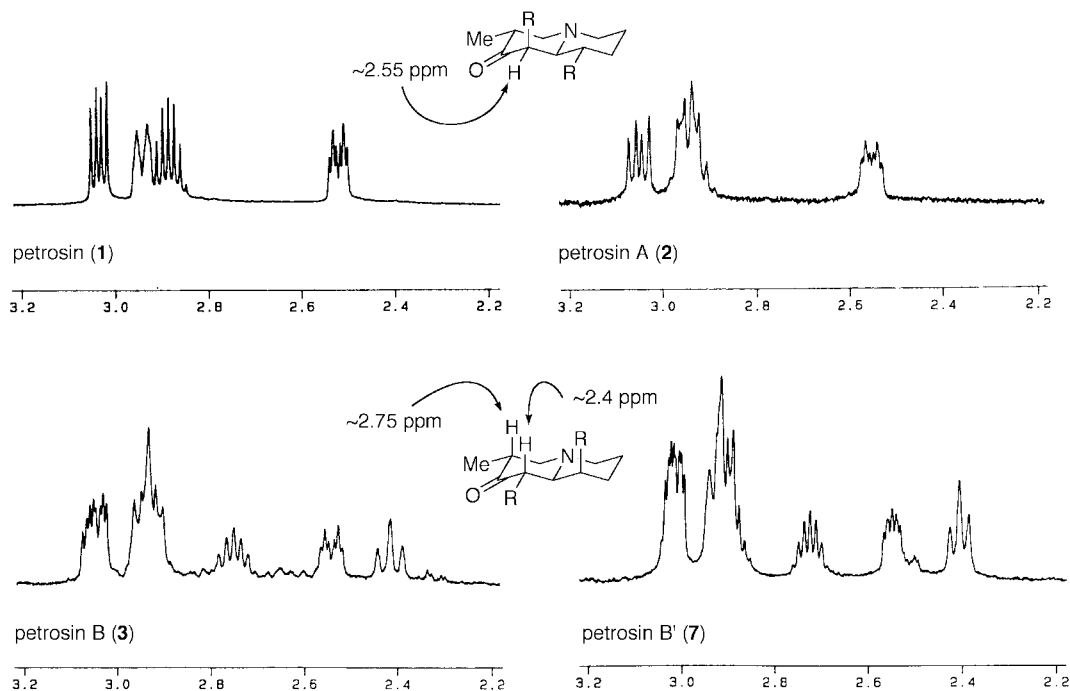 R
Me
N
O
H
R
~2.55 ppm
petrosin (1)
petrosin A (2)
3.2 3.0 2.8 2.6 2.4 2.2
3.2 3.0 2.8 2.6 2.4 2.2
~2.75 ppm
~2.4 ppm
H
H
R
Me
N
O
R
petrosin B (3)
petrosin B' (7)
3.2 3.0 2.8 2.6 2.4 2.2
3.2 3.0 2.8 2.6 2.4 2.2